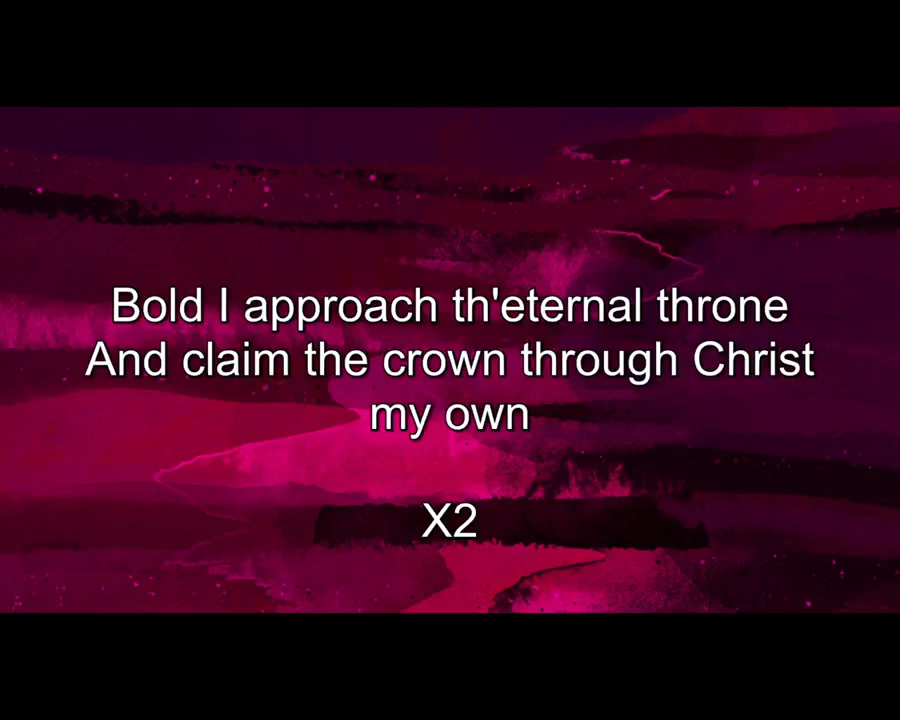 Bold I approach th'eternal throne
And claim the crown through Christ
my own
X2